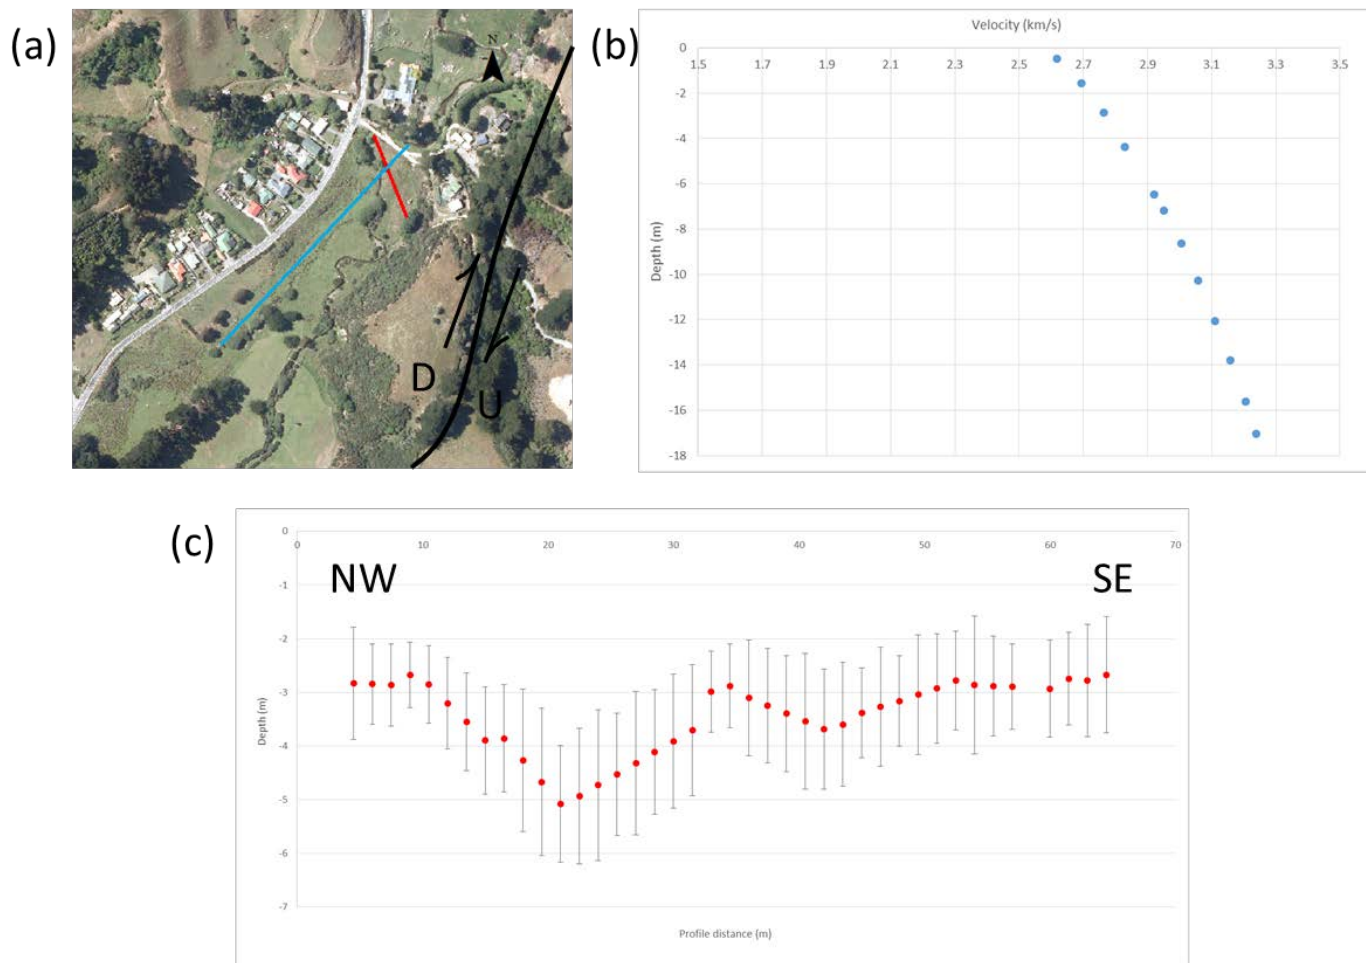 (a)
N
D
U
(b)
Velocity (km/s)
0
1.5 1.7 1.9 2.1 2.3 2.5 2.7 2.9 3.1 3.3 3.5
-2
-4
-6
-8
Depth (m)
-10
-12
-14
-16
-18
(c)
0
0 10 20 30 40 50 60 70
NW SE
-1
-2
-3
Depth (m)
-4
-5
-6
-7
Profile distance (m)